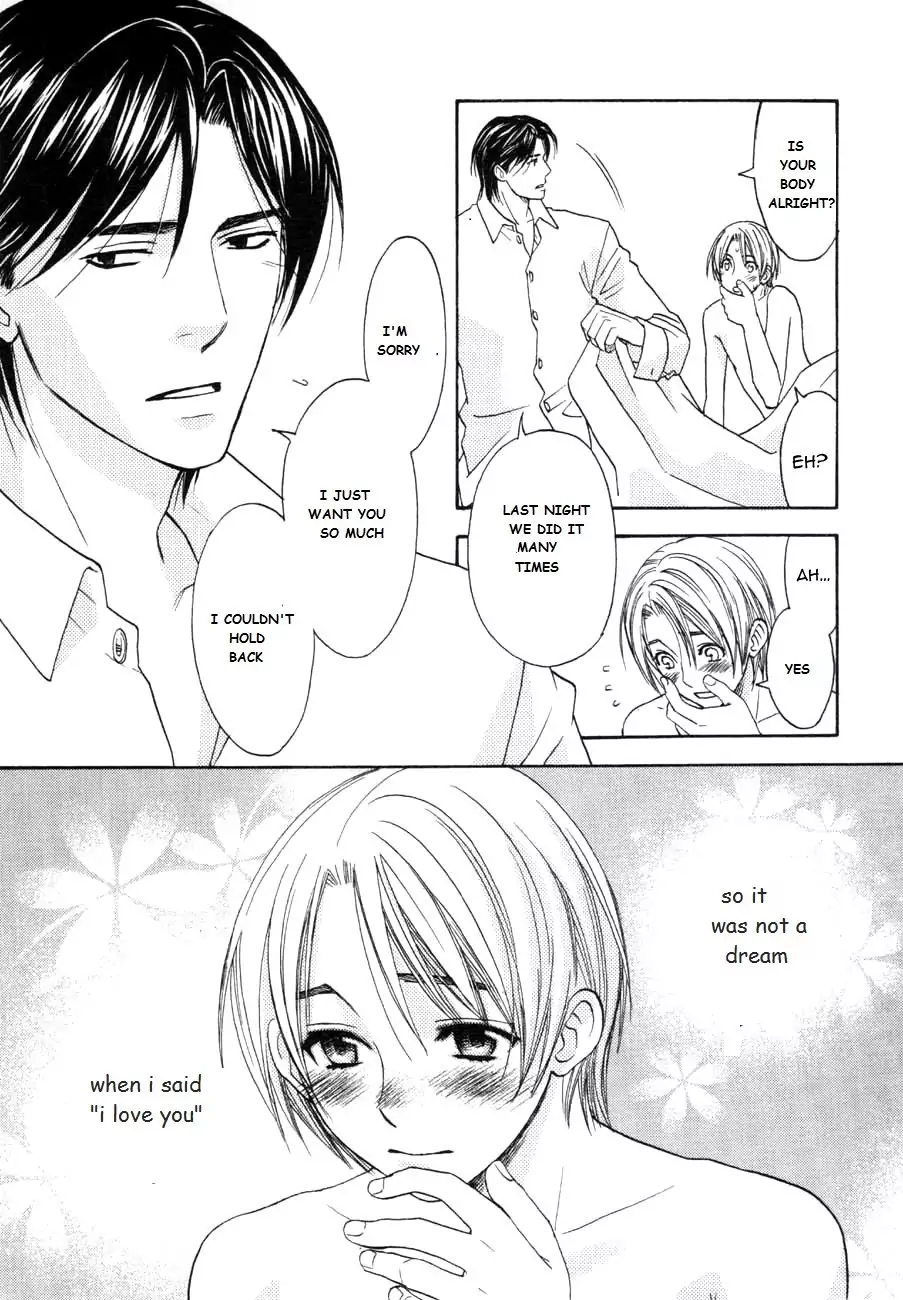 IS
YOUR
BODY
ALRIGHT?
EH?
AH...
YES
LAST NIGHT
WE DID IT
MANY
TIMES
I'M
SORRY
I JUST
WANT YOU
SO MUCH
I COULDN'T
HOLD
BACK
so it
was not a
dream
when i said
"i love you"